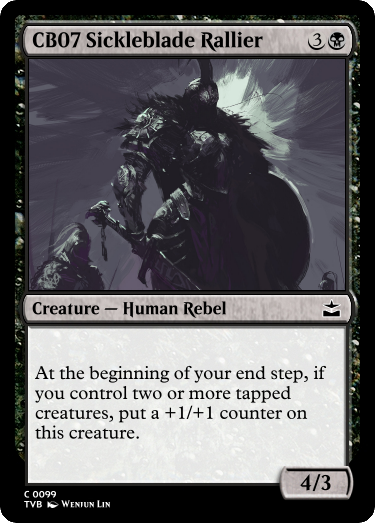 CB07 Sickleblade Rallier 3
Creature — Human Rebel
At the beginning of your end step, if
you control two or more tapped
creatures, put a +1/+1 counter on
this creature.
4/3
C 0099
TVB Wenjun Lin